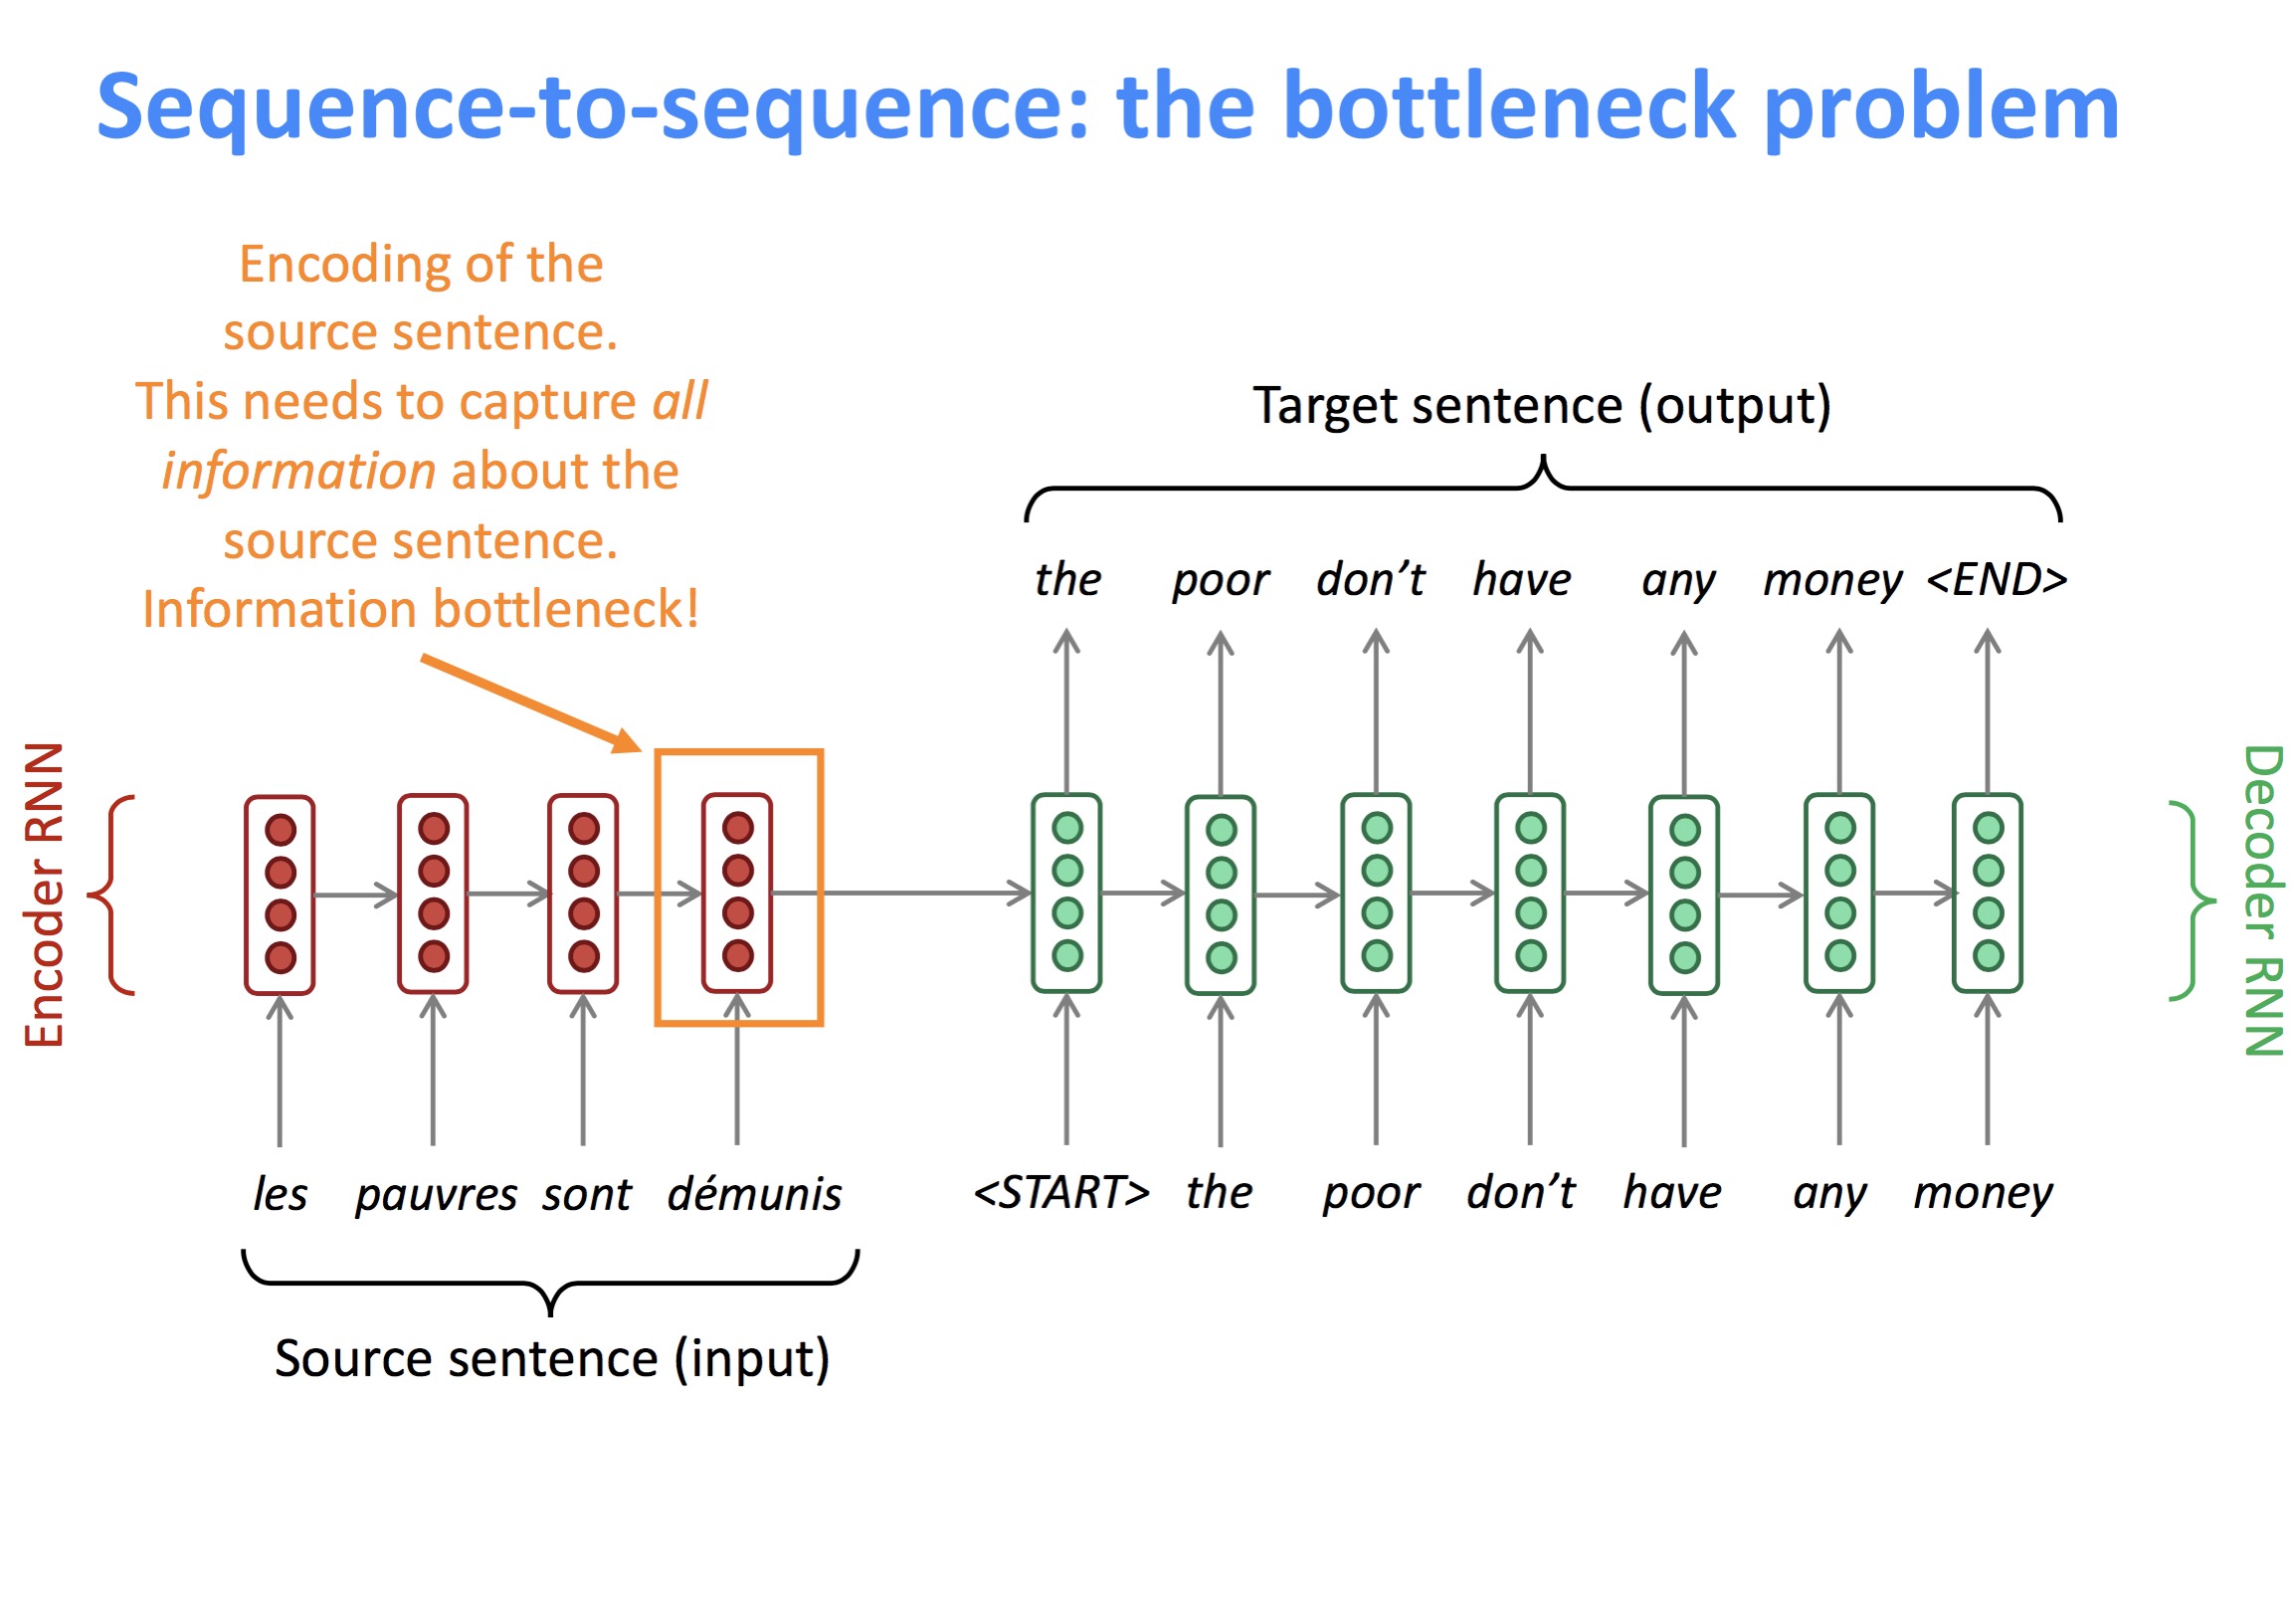 Sequence-to-sequence: the bottleneck problem
Encoding of the
source sentence.
This needs to capture all
information about the
source sentence.
Information bottleneck!
Target sentence (output)
the poor don’t have any money <END>
Encoder RNN
Decoder RNN
les pauvres sont démunis
<START> the poor don’t have any money
Source sentence (input)